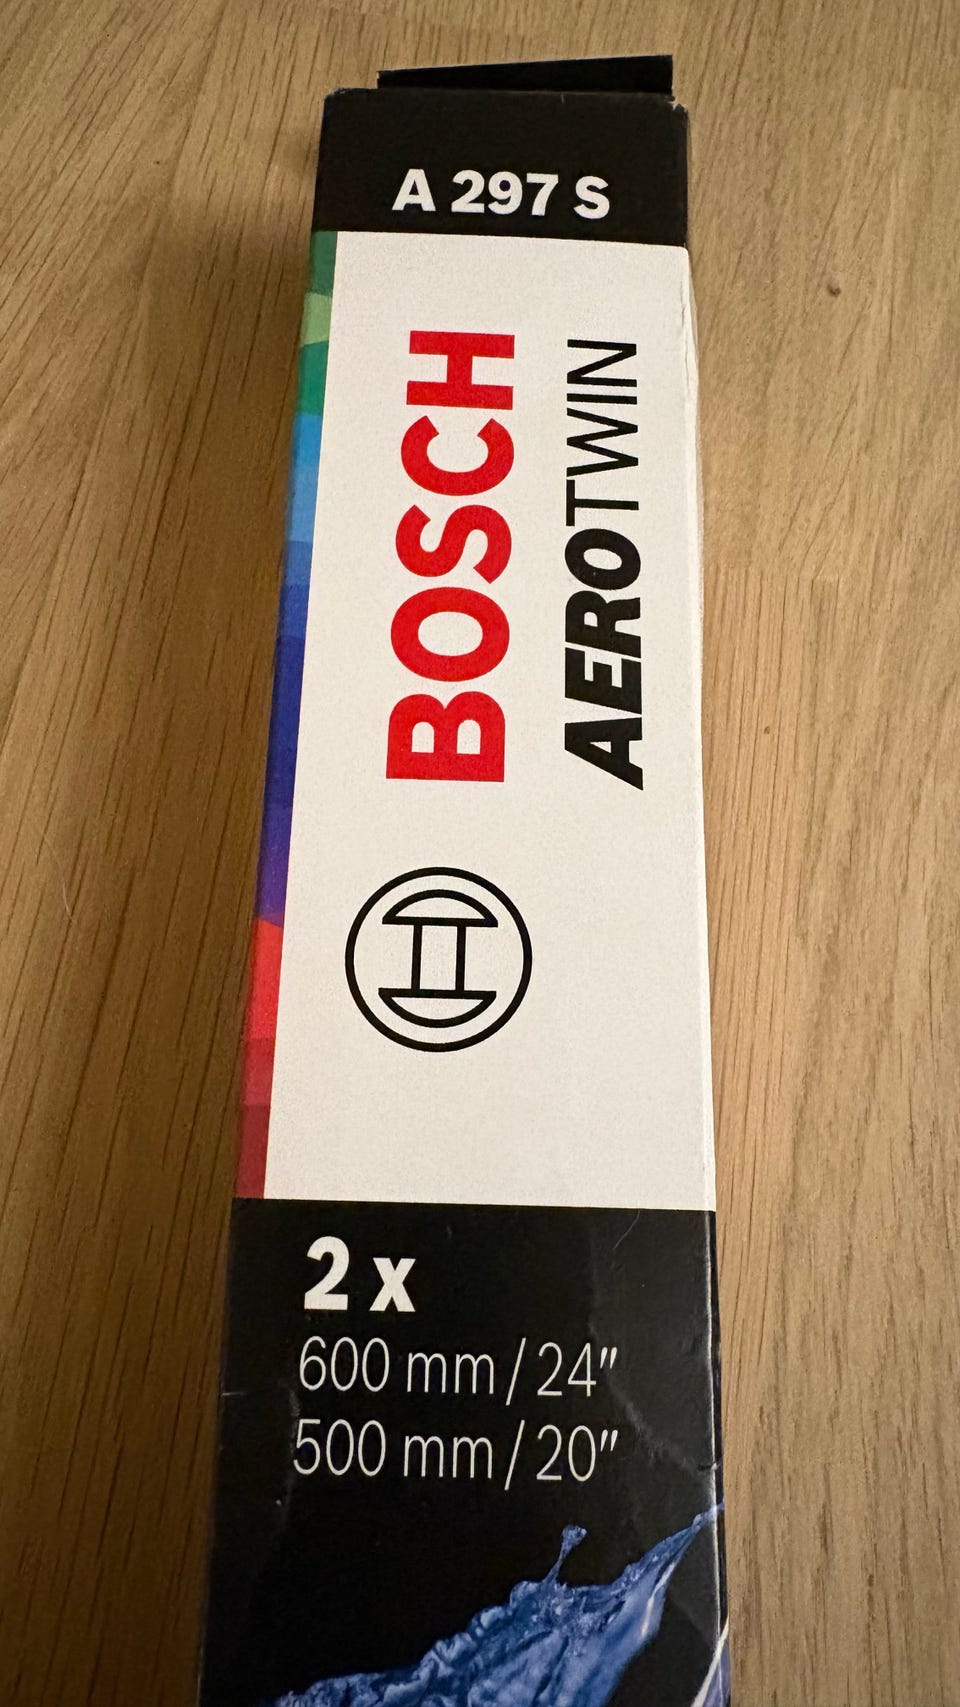 A 297 S
BOSCH
AEROTWIN
2 x
600 mm / 24"
500 mm / 20"